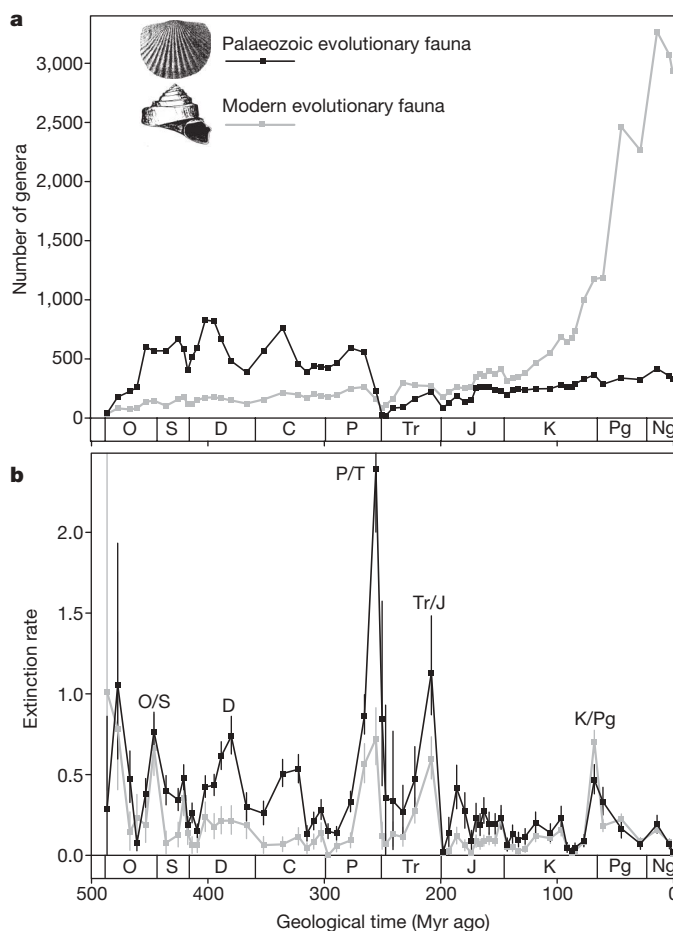 a
Palaeozoic evolutionary fauna
Modern evolutionary fauna
Number of genera
3,000
2,500
2,000
1,500
1,000
500
0
O S D C P Tr J K Pg Ng
b
P/T
Tr/J
O/S
D
K/Pg
Extinction rate
2.0
1.5
1.0
0.5
0.0
O S D C P Tr J K Pg Ng
500 400 300 200 100 0
Geological time (Myr ago)